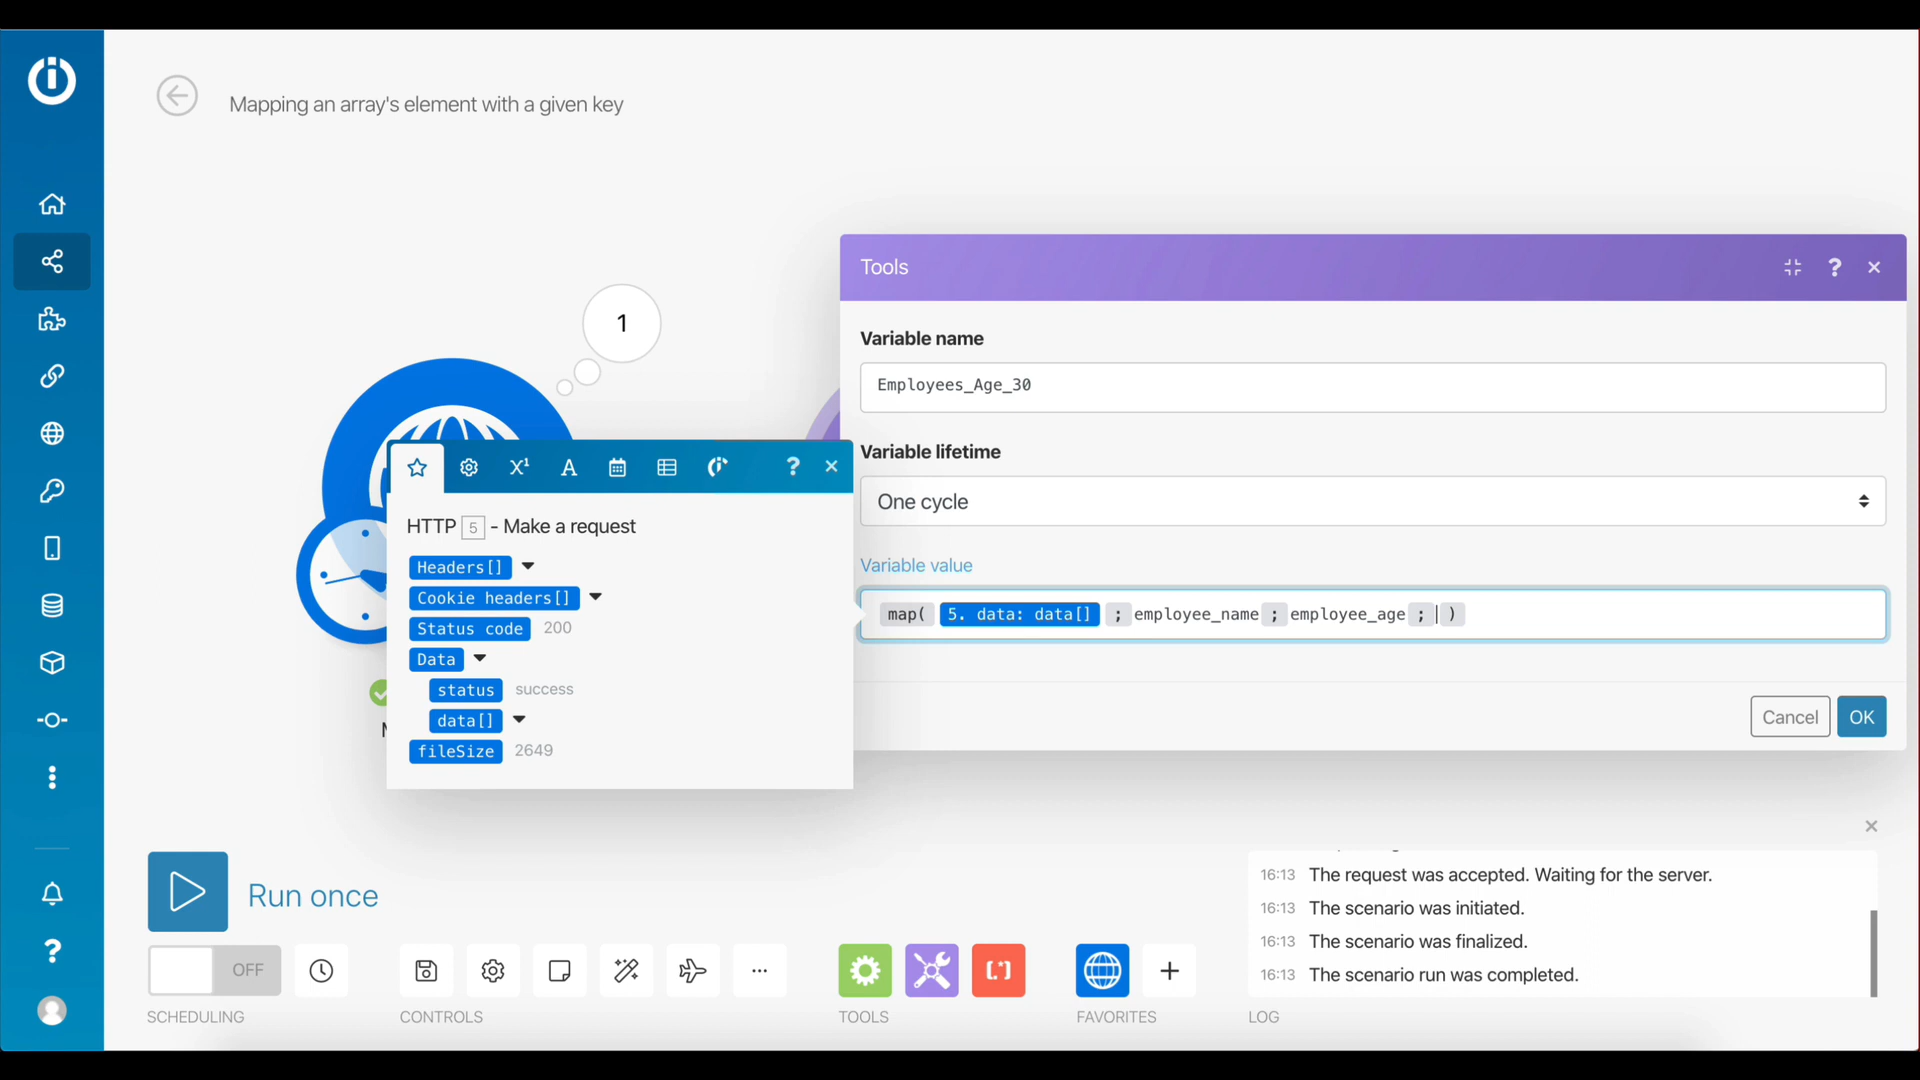 Mapping an array's element with a given key
1
Tools
?
Variable name
Employees_Age_30
Variable lifetime
One cycle
Variable value
map( 5. data: data[] ; employee_name ; employee_age ; )
Cancel
OK
X¹
A
?
HTTP 5 - Make a request
Headers[]
Cookie headers[]
Status code 200
Data
status success
data[]
fileSize 2649
Run once
OFF
SCHEDULING
CONTROLS
[.*]
TOOLS
FAVORITES
16:13 The request was accepted. Waiting for the server.
16:13 The scenario was initiated.
16:13 The scenario was finalized.
16:13 The scenario run was completed.
LOG
?